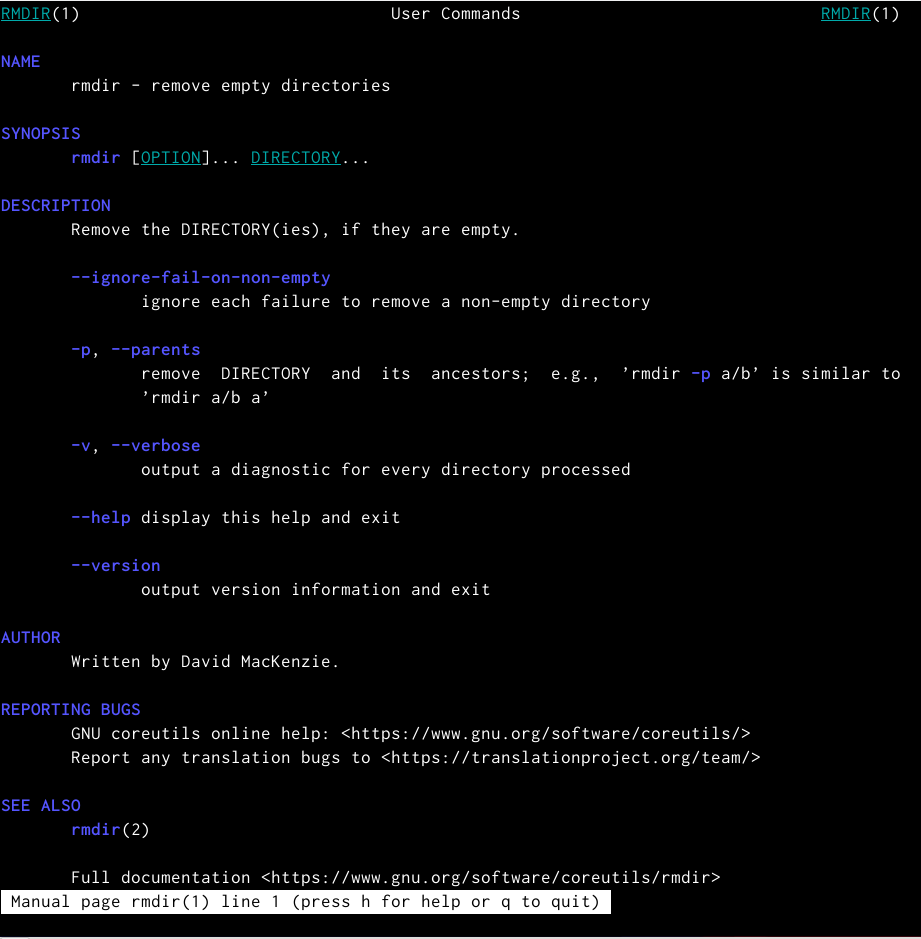 RMDIR(1) User Commands RMDIR(1)
NAME
rmdir - remove empty directories
SYNOPSIS
rmdir [OPTION]... DIRECTORY...
DESCRIPTION
Remove the DIRECTORY(ies), if they are empty.
--ignore-fail-on-non-empty
ignore each failure to remove a non-empty directory
-p, --parents
remove DIRECTORY and its ancestors; e.g., 'rmdir -p a/b' is similar to
'rmdir a/b a'
-v, --verbose
output a diagnostic for every directory processed
--help display this help and exit
--version
output version information and exit
AUTHOR
Written by David MacKenzie.
REPORTING BUGS
GNU coreutils online help: <https://www.gnu.org/software/coreutils/>
Report any translation bugs to <https://translationproject.org/team/>
SEE ALSO
rmdir(2)
Full documentation <https://www.gnu.org/software/coreutils/rmdir>
Manual page rmdir(1) line 1 (press h for help or q to quit)